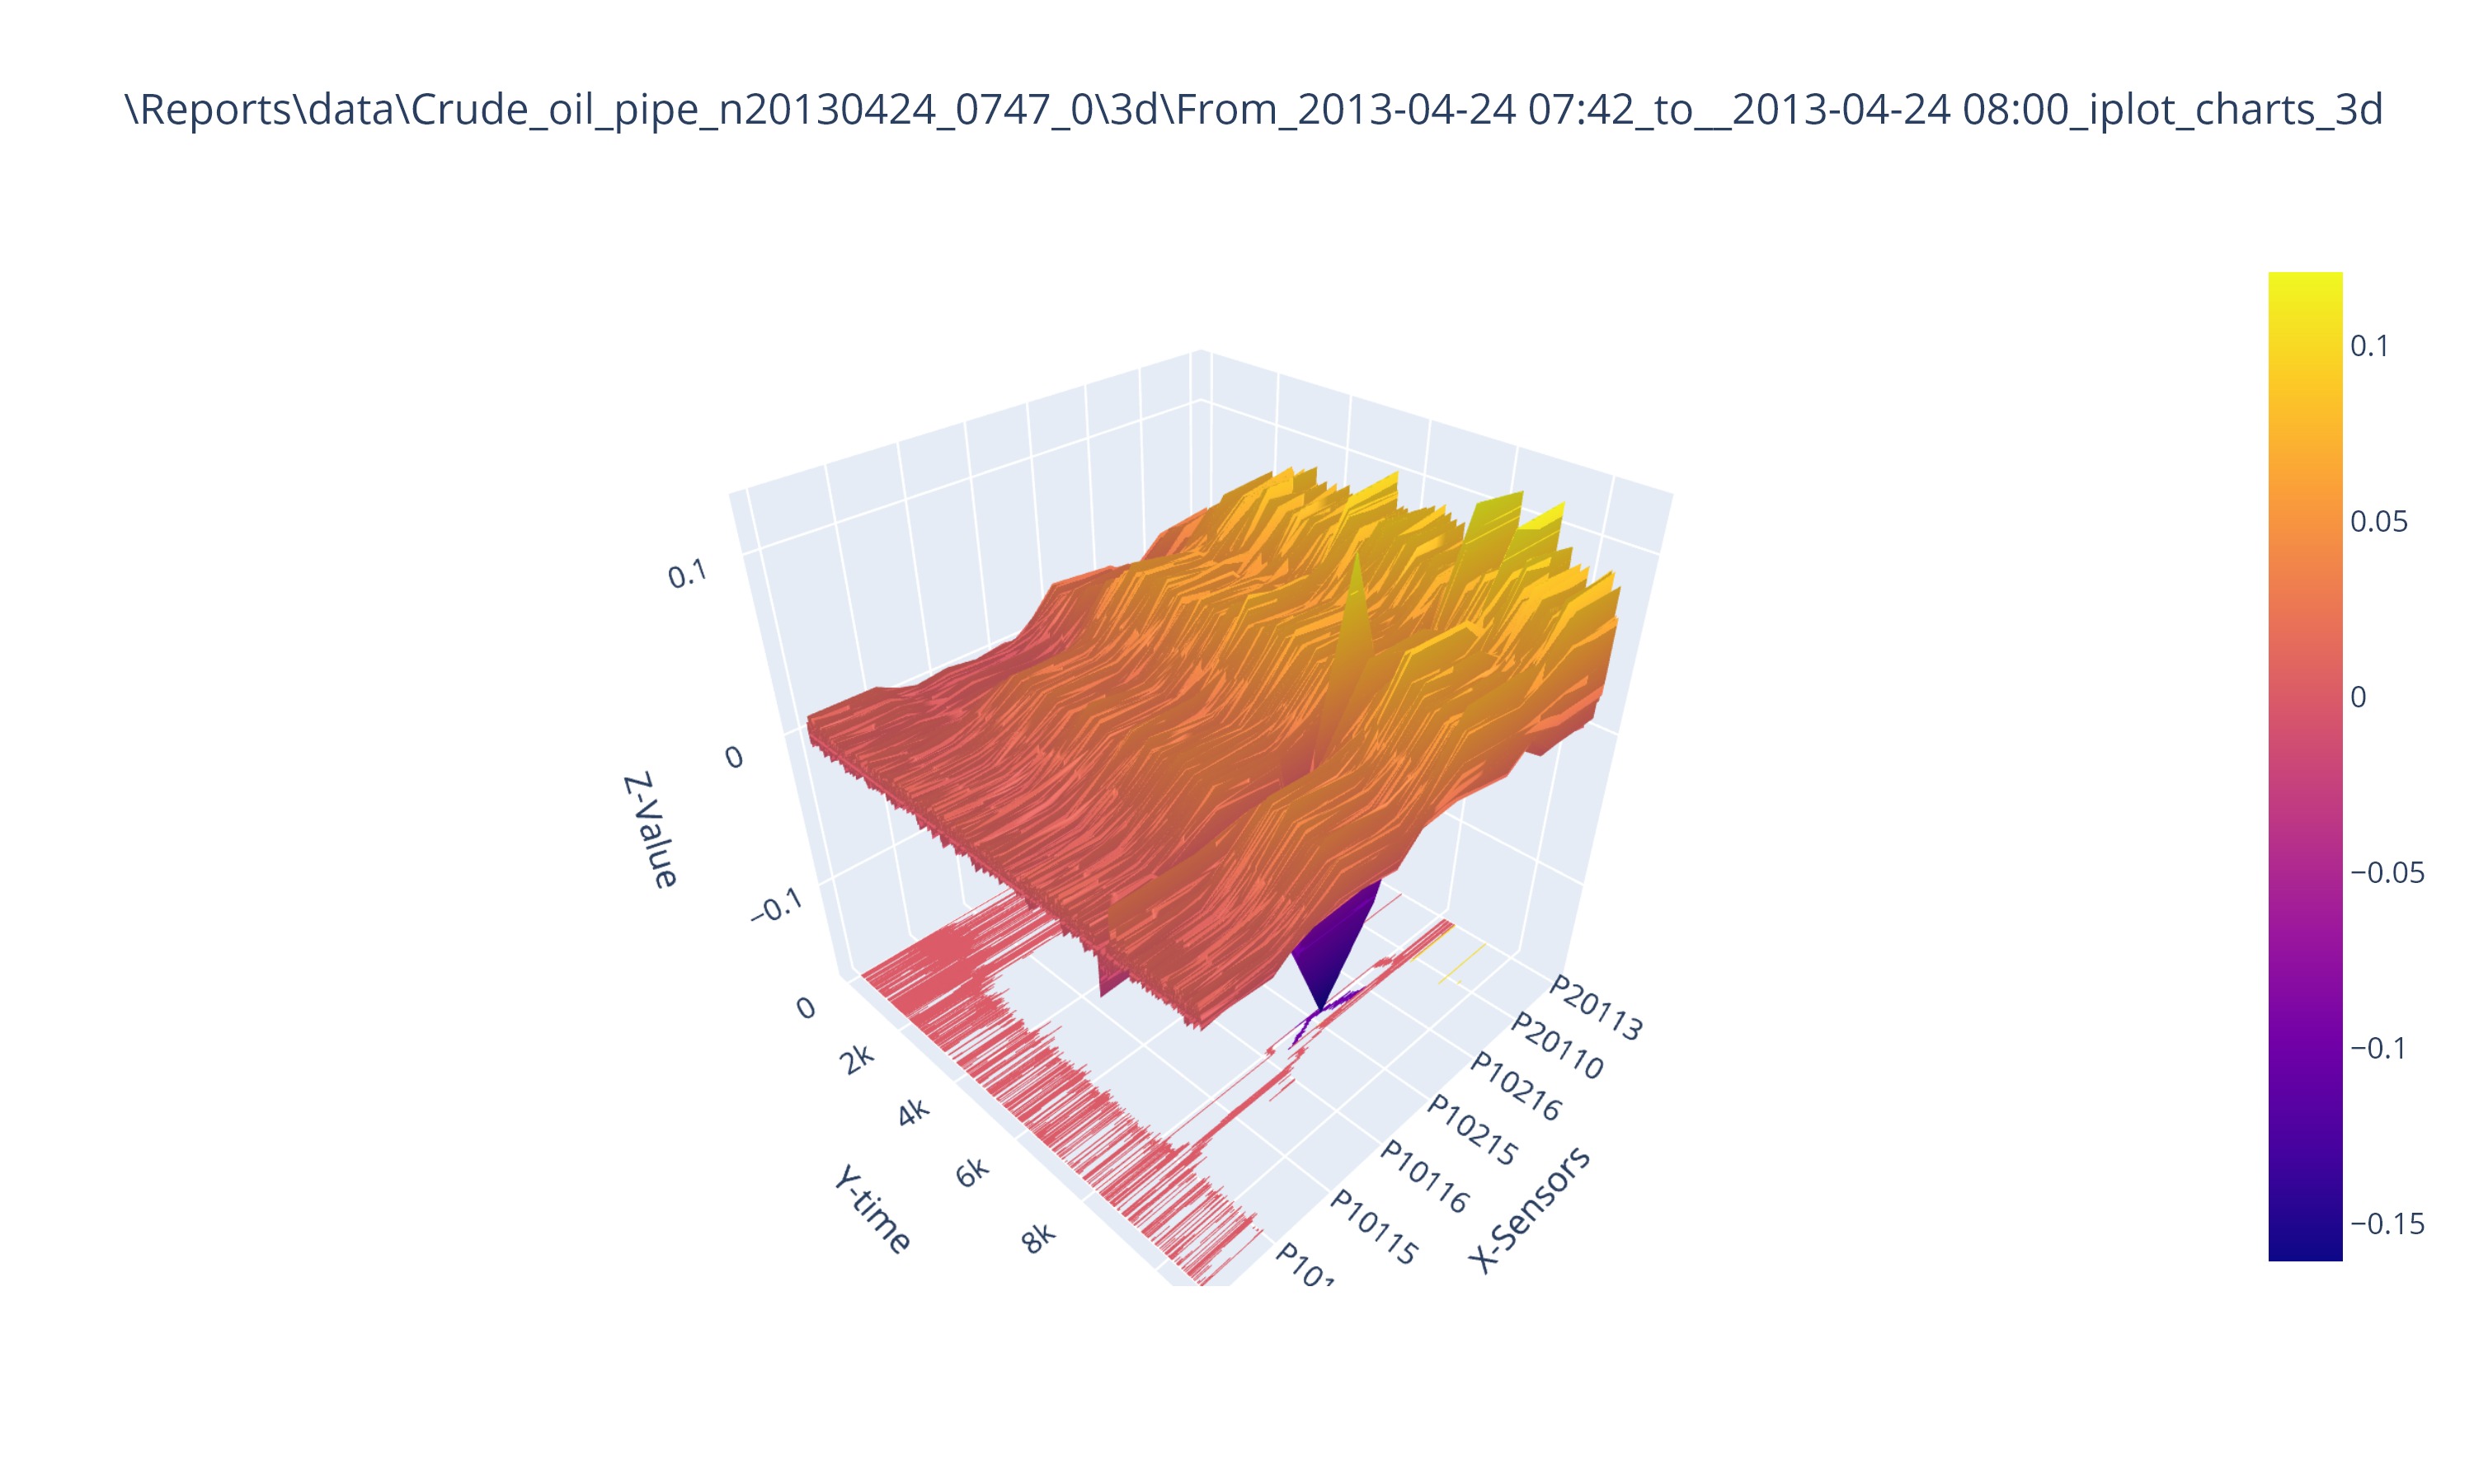 \Reports\data\Crude_oil_pipe_n20130424_0747_0\3d\From_2013-04-24 07:42_to__2013-04-24 08:00_iplot_charts_3d
0.1
0.05
0
−0.05
−0.1
−0.15
0.1
0
−0.1
Z-Value
0
2k
4k
6k
8k
Y-time
P20113
P20110
P10216
P10215
P10116
P10115
X-Sensors